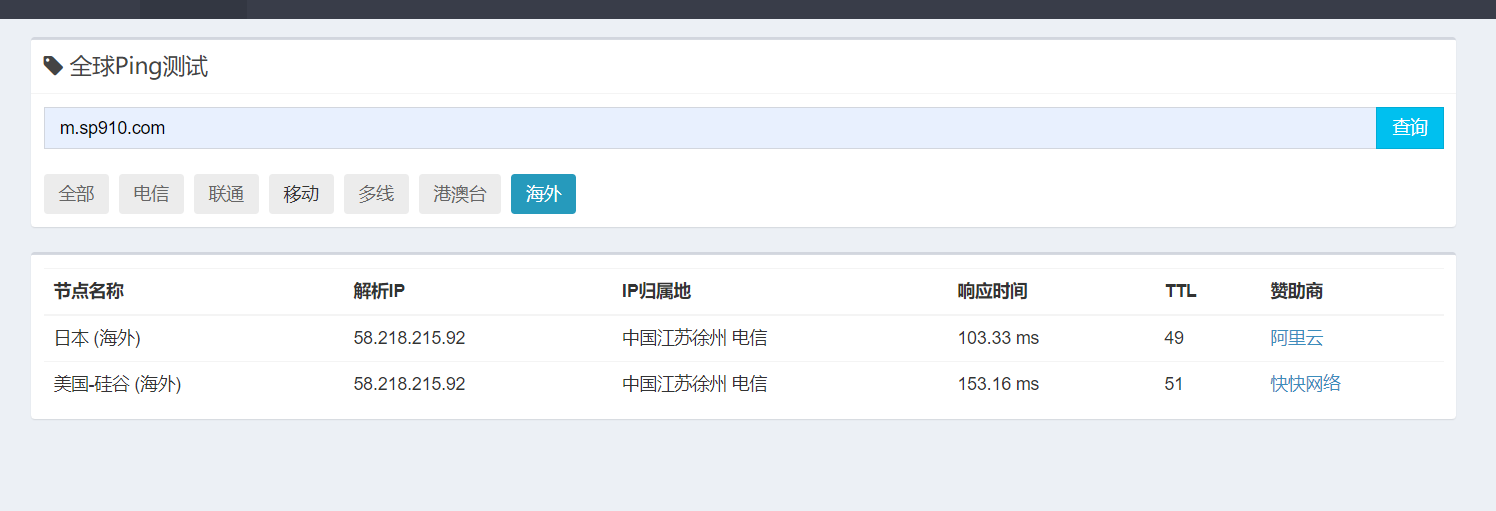 全球Ping测试
m.sp910.com 查询
全部 电信 联通 移动 多线 港澳台 海外
节点名称 解析IP IP归属地 响应时间 TTL 赞助商
日本 (海外) 58.218.215.92 中国江苏徐州 电信 103.33 ms 49 阿里云
美国-硅谷 (海外) 58.218.215.92 中国江苏徐州 电信 153.16 ms 51 快快网络